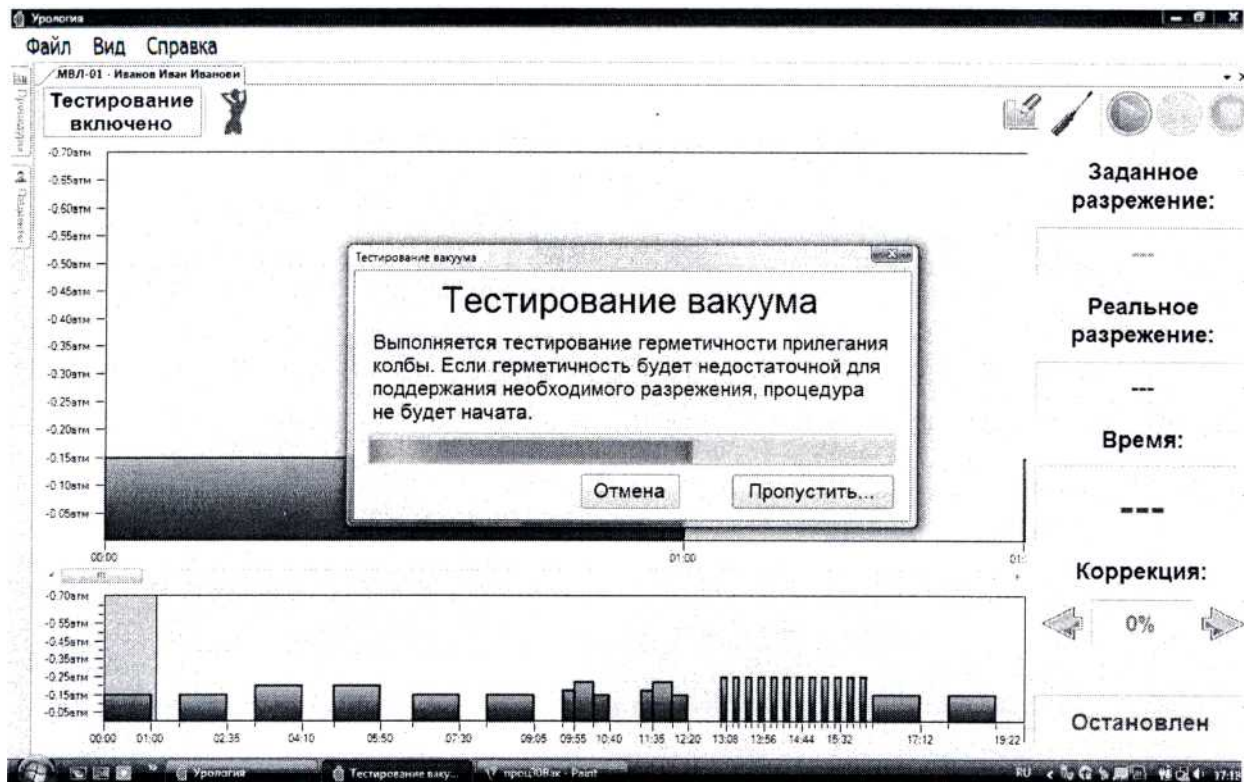 Урология
Файл Вид Справка
МВЛ-01 - Иванов Иван Иванови
Тестирование
включено
-0.70атм
-0.65атм
-0.60атм
-0.55атм
-0.50атм
-0.45атм
-0.40атм
-0.35атм
-0.30атм
-0.25атм
-0.20атм
-0.15атм
-0.10атм
-0.05атм
00:00 01:00
Тестирование вакуума
Тестирование вакуума
Выполняется тестирование герметичности прилегания
колбы. Если герметичность будет недостаточной для
поддержания необходимого разрежения, процедура
не будет начата.
Отмена Пропустить...
Заданное
разрежение:
---
Реальное
разрежение:
---
Время:
---
Коррекция:
0%
Остановлен
-0.70атм
-0.55атм
-0.45атм
-0.35атм
-0.25атм
-0.15атм
-0.05атм
00:00 01:00 02:35 04:10 05:50 07:30 09:05 09:55 10:40 11:35 12:20 13:08 13:56 14:44 15:32 17:12 19:22
Урология Тестирование ваку... - Paint RU